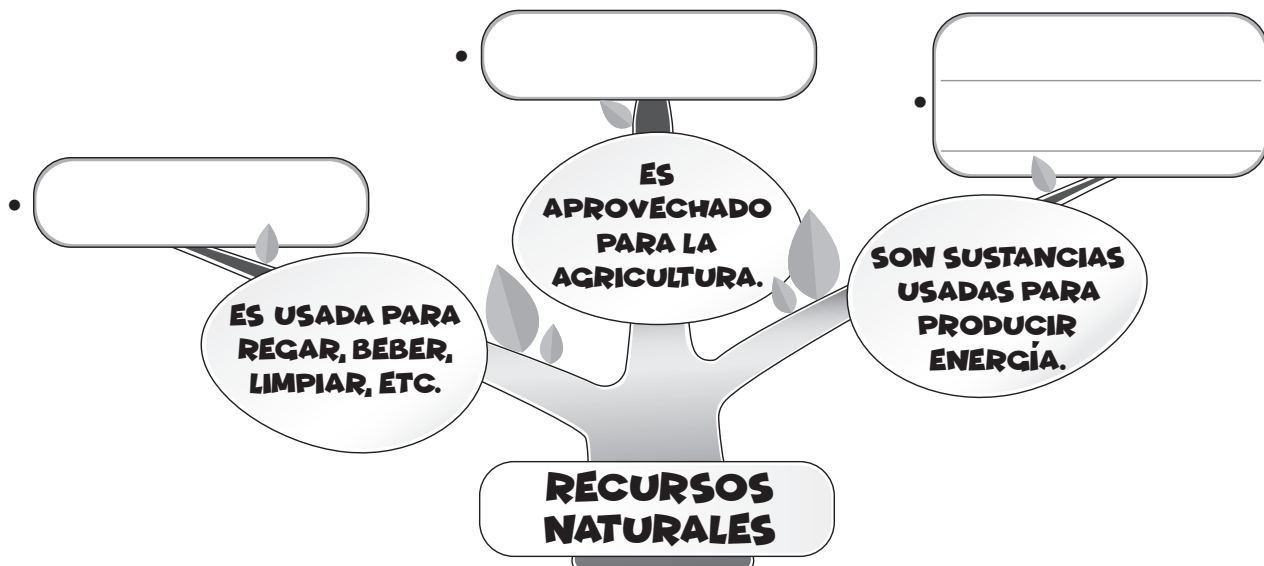 ES
APROVECHADO
PARA LA
AGRICULTURA.
SON SUSTANCIAS
USADAS PARA
PRODUCIR
ENERGÍA.
ES USADA PARA
REGAR, BEBER,
LIMPIAR, ETC.
RECURSOS
NATURALES